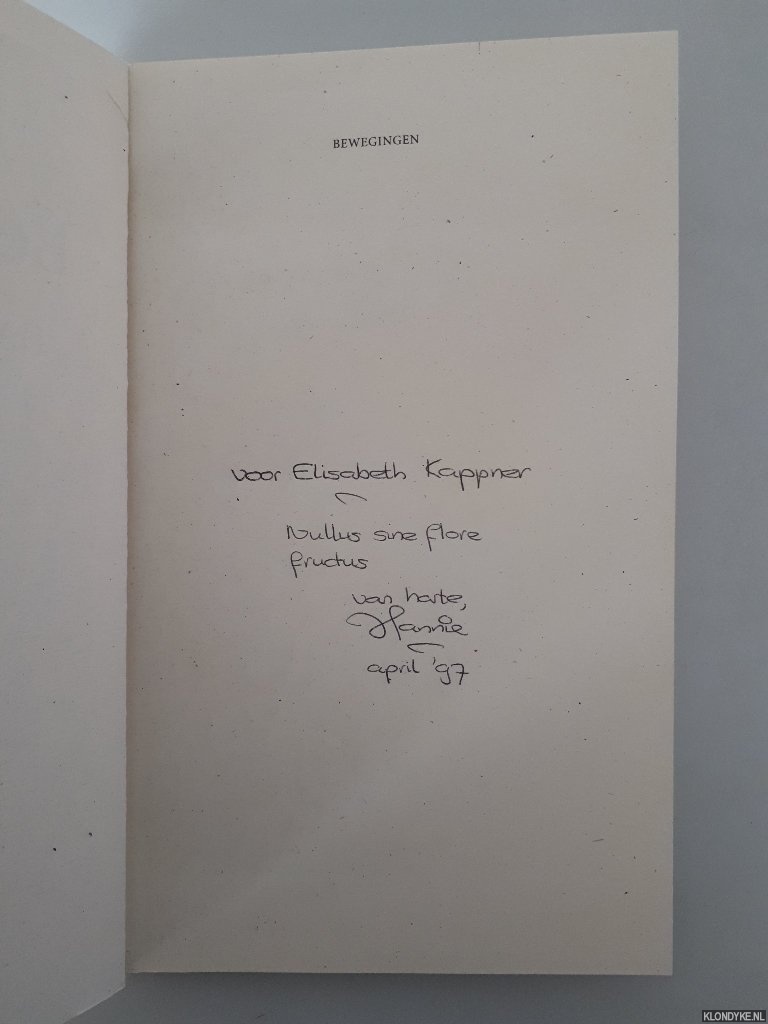 BEWEGINGEN
voor Elisabeth Kappner
Nullus sine flore
fructus
van harte,
Hannie
april '97
KLONDYKE.NL